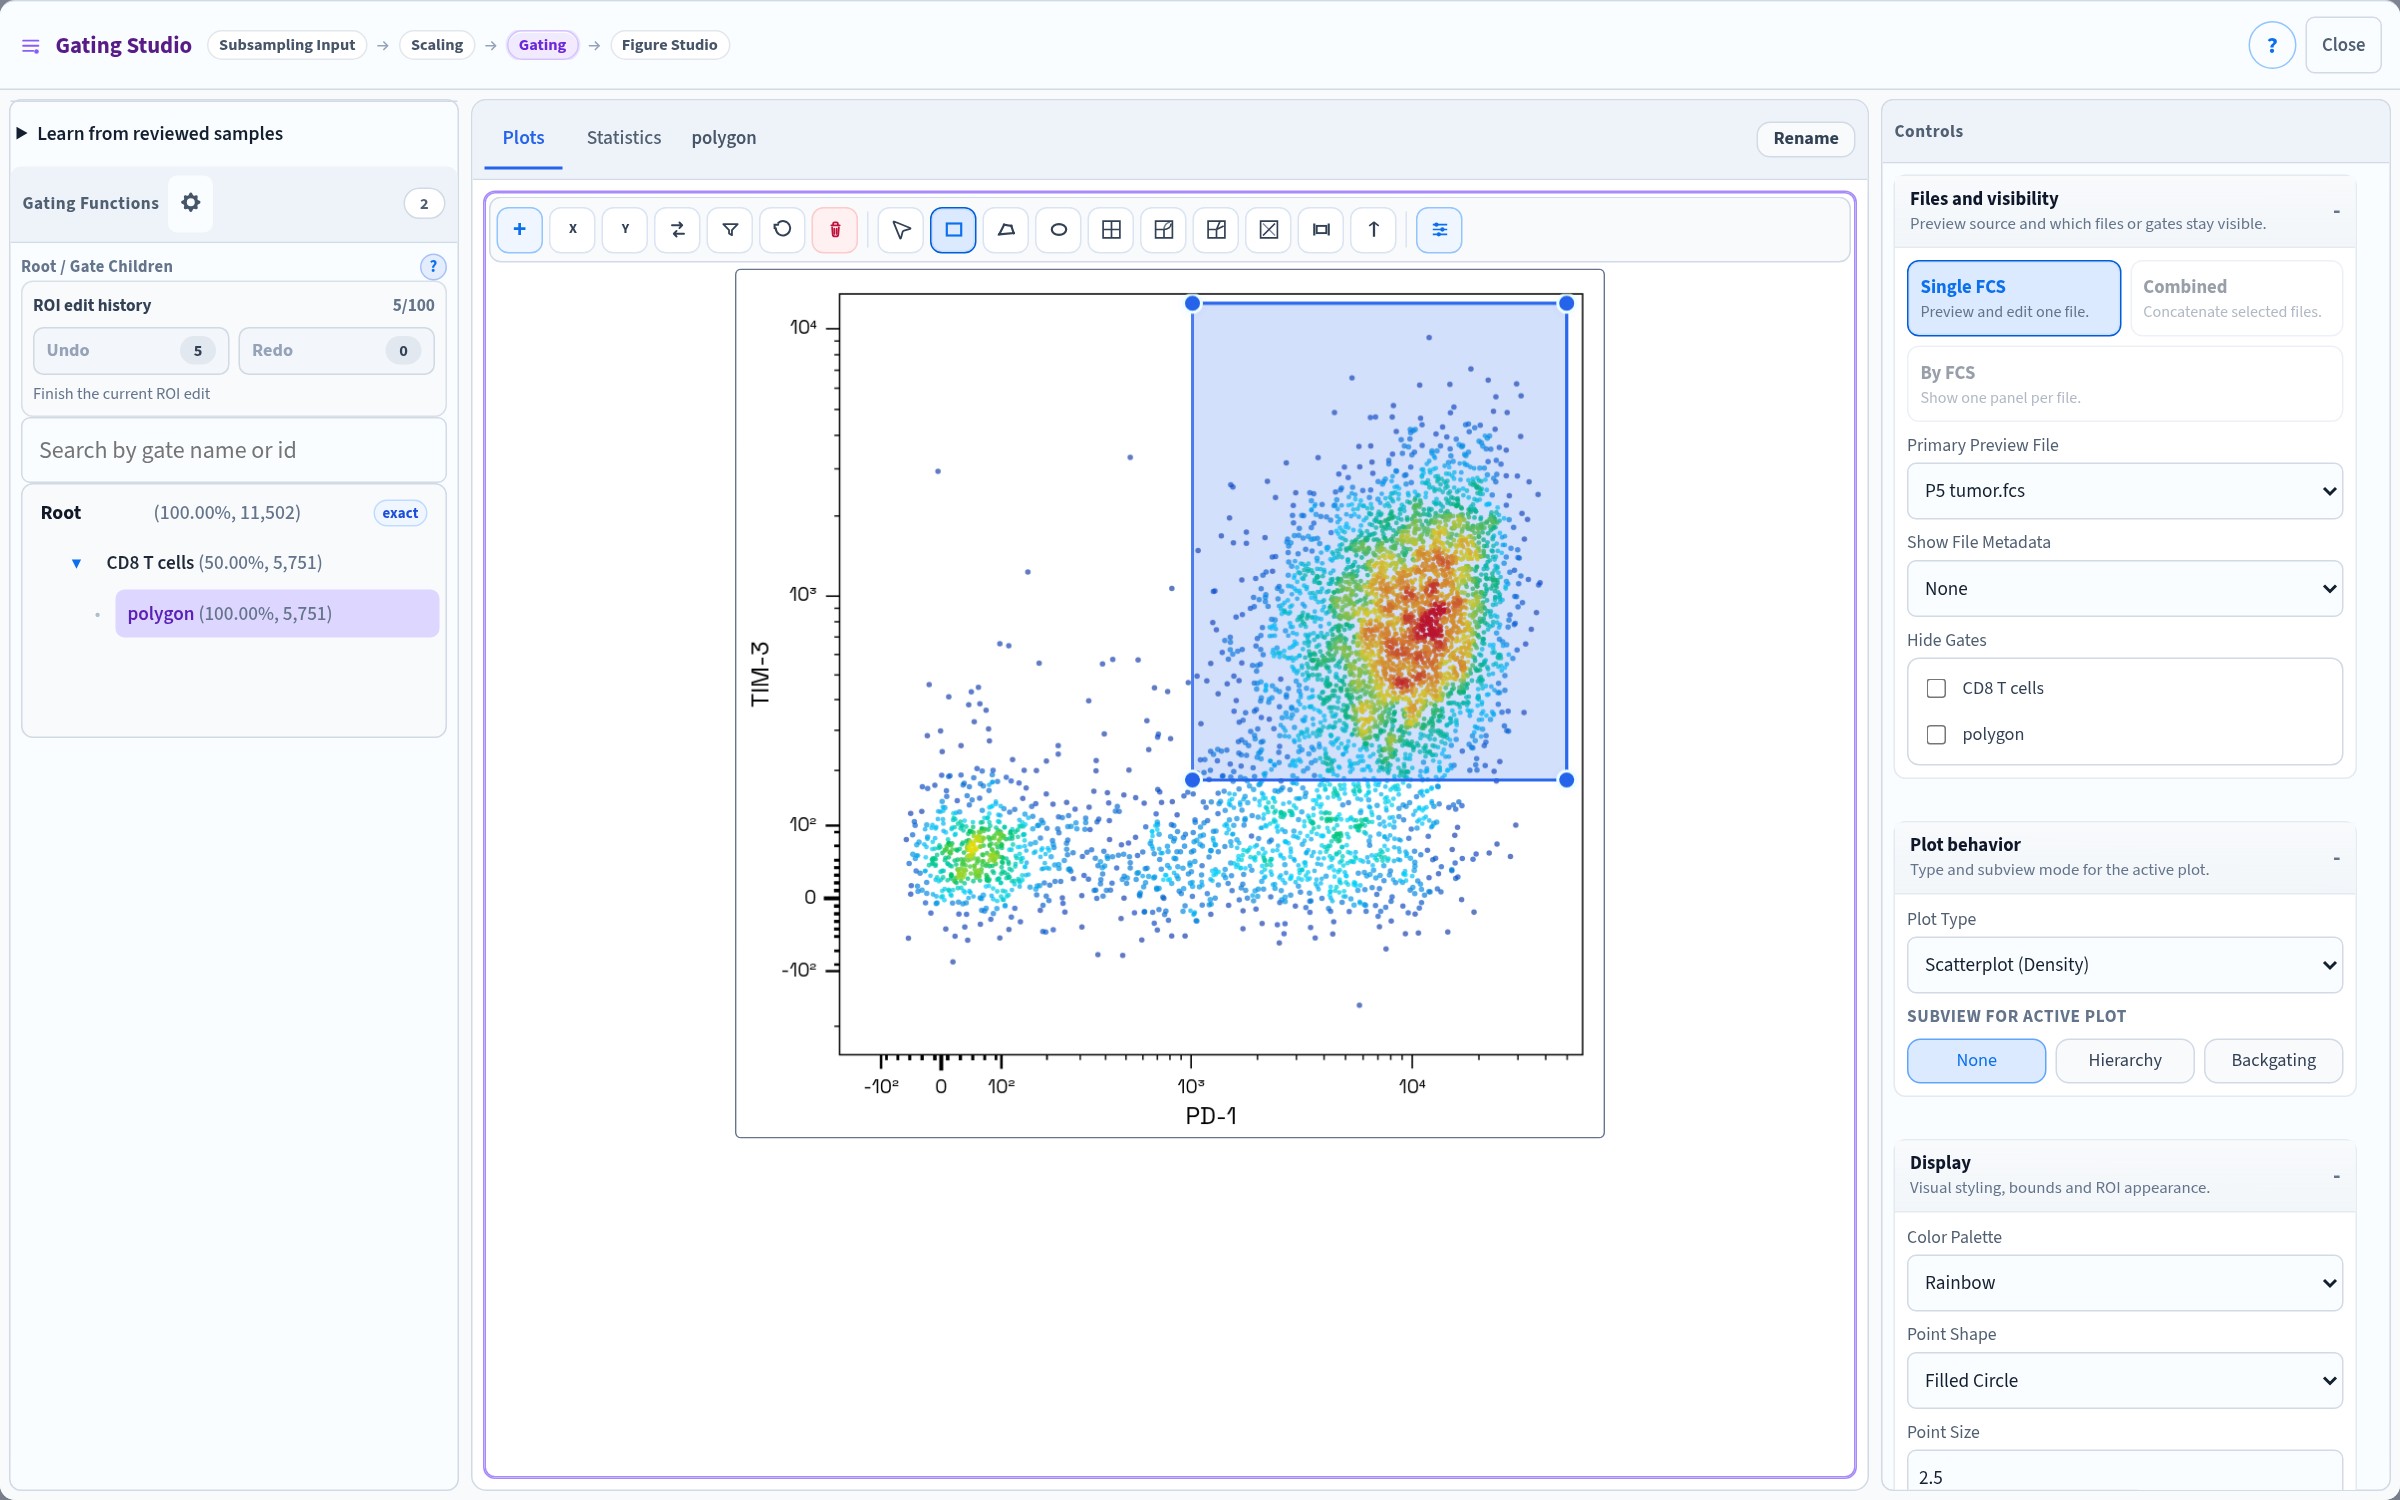 Gating Studio
Subsampling Input → Scaling → Gating → Figure Studio
?
Close
Learn from reviewed samples
Gating Functions
2
Root / Gate Children
?
ROI edit history
5/100
Undo 5
Redo 0
Finish the current ROI edit
Search by gate name or id
Root (100.00%, 11,502) exact
CD8 T cells (50.00%, 5,751)
polygon (100.00%, 5,751)
Plots
Statistics
polygon
Rename
+ X Y
10⁴
10³
10²
0
-10²
TIM-3
-10² 0 10² 10³ 10⁴
PD-1
Controls
Files and visibility
Preview source and which files or gates stay visible.
-
Single FCS
Preview and edit one file.
Combined
Concatenate selected files.
By FCS
Show one panel per file.
Primary Preview File
P5 tumor.fcs
Show File Metadata
None
Hide Gates
CD8 T cells
polygon
Plot behavior
Type and subview mode for the active plot.
-
Plot Type
Scatterplot (Density)
SUBVIEW FOR ACTIVE PLOT
None
Hierarchy
Backgating
Display
Visual styling, bounds and ROI appearance.
-
Color Palette
Rainbow
Point Shape
Filled Circle
Point Size
2.5